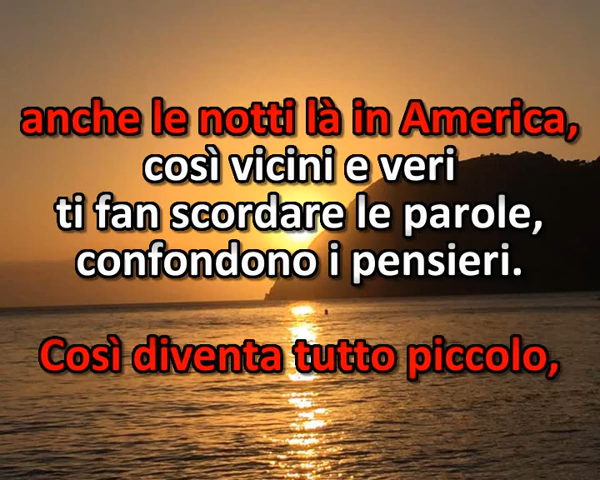 anche le notti là in America,
così vicini e veri
ti fan scordare le parole,
confondono i pensieri.
Così diventa tutto piccolo,